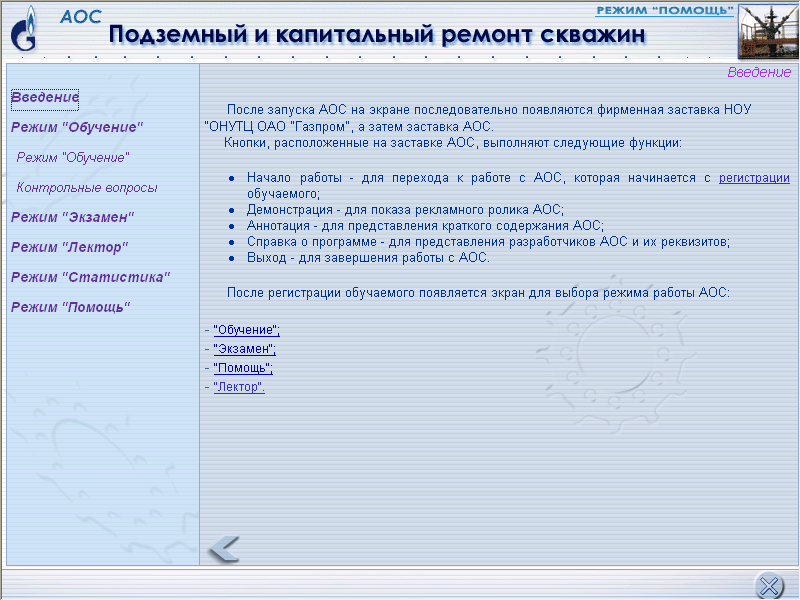 АОС
РЕЖИМ "ПОМОЩЬ"
Подземный и капитальный ремонт скважин
Введение
Введение
Режим "Обучение"
Режим "Обучение"
Контрольные вопросы
Режим "Экзамен"
Режим "Лектор"
Режим "Статистика"
Режим "Помощь"
После запуска АОС на экране последовательно появляются фирменная заставка НОУ
"ОНУТЦ ОАО "Газпром", а затем заставка АОС.
Кнопки, расположенные на заставке АОС, выполняют следующие функции:
● Начало работы - для перехода к работе с АОС, которая начинается с регистрации
обучаемого;
● Демонстрация - для показа рекламного ролика АОС;
● Аннотация - для представления краткого содержания АОС;
● Справка о программе - для представления разработчиков АОС и их реквизитов;
● Выход - для завершения работы с АОС.
После регистрации обучаемого появляется экран для выбора режима работы АОС:
- "Обучение";
- "Экзамен";
- "Помощь";
- "Лектор".